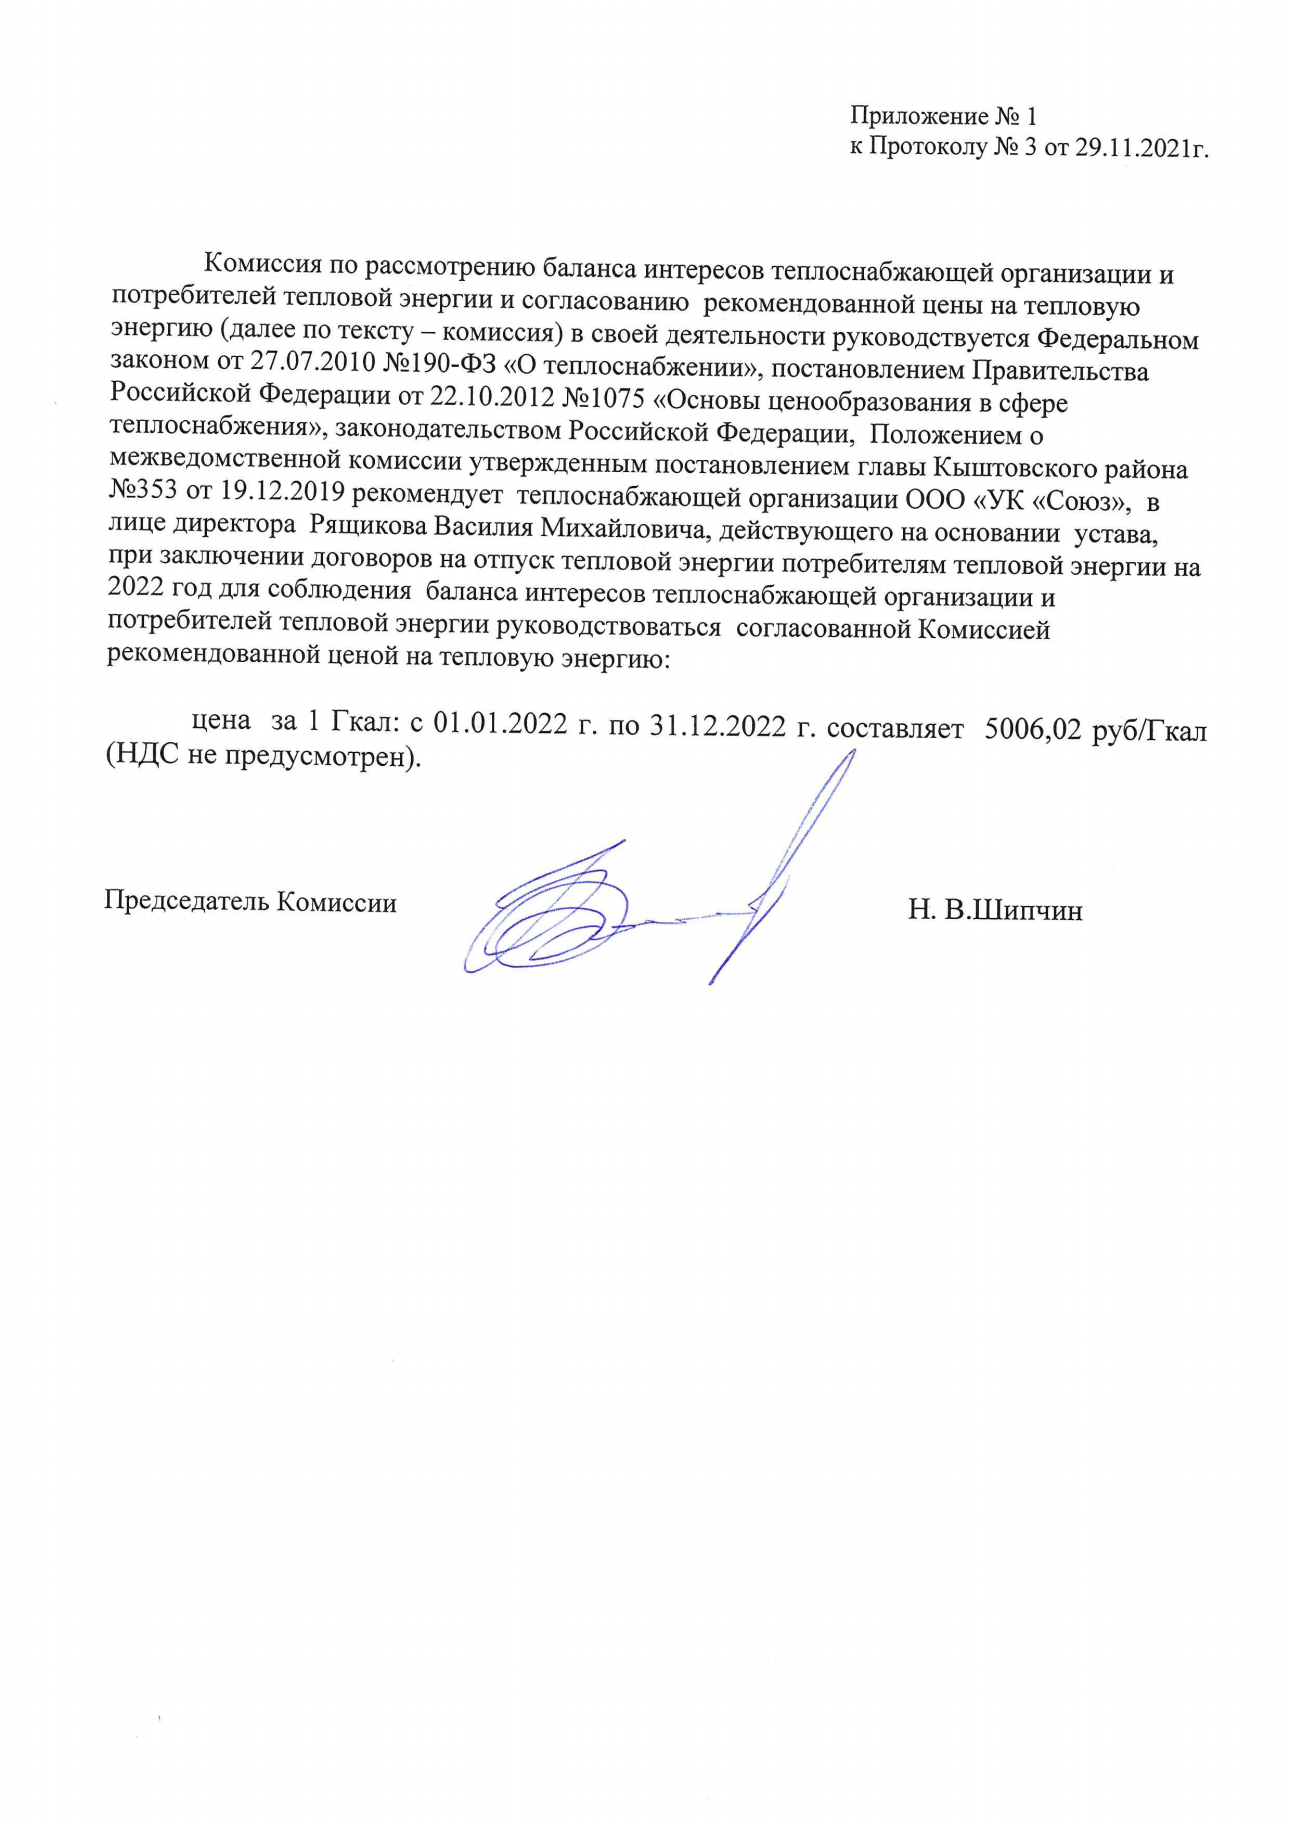 Приложение № 1
к Протоколу № 3 от 29.11.2021г.
Комиссия по рассмотрению баланса интересов теплоснабжающей организации и
потребителей тепловой энергии и согласованию рекомендованной цены на тепловую
энергию (далее по тексту – комиссия) в своей деятельности руководствуется Федеральном
законом от 27.07.2010 №190-ФЗ «О теплоснабжении», постановлением Правительства
Российской Федерации от 22.10.2012 №1075 «Основы ценообразования в сфере
теплоснабжения», законодательством Российской Федерации, Положением о
межведомственной комиссии утвержденным постановлением главы Кыштовского района
№353 от 19.12.2019 рекомендует теплоснабжающей организации ООО «УК «Союз», в
лице директора Рящикова Василия Михайловича, действующего на основании устава,
при заключении договоров на отпуск тепловой энергии потребителям тепловой энергии на
2022 год для соблюдения баланса интересов теплоснабжающей организации и
потребителей тепловой энергии руководствоваться согласованной Комиссией
рекомендованной ценой на тепловую энергию:
цена за 1 Гкал: с 01.01.2022 г. по 31.12.2022 г. составляет 5006,02 руб/Гкал
(НДС не предусмотрен).
Председатель Комиссии Н. В.Шипчин